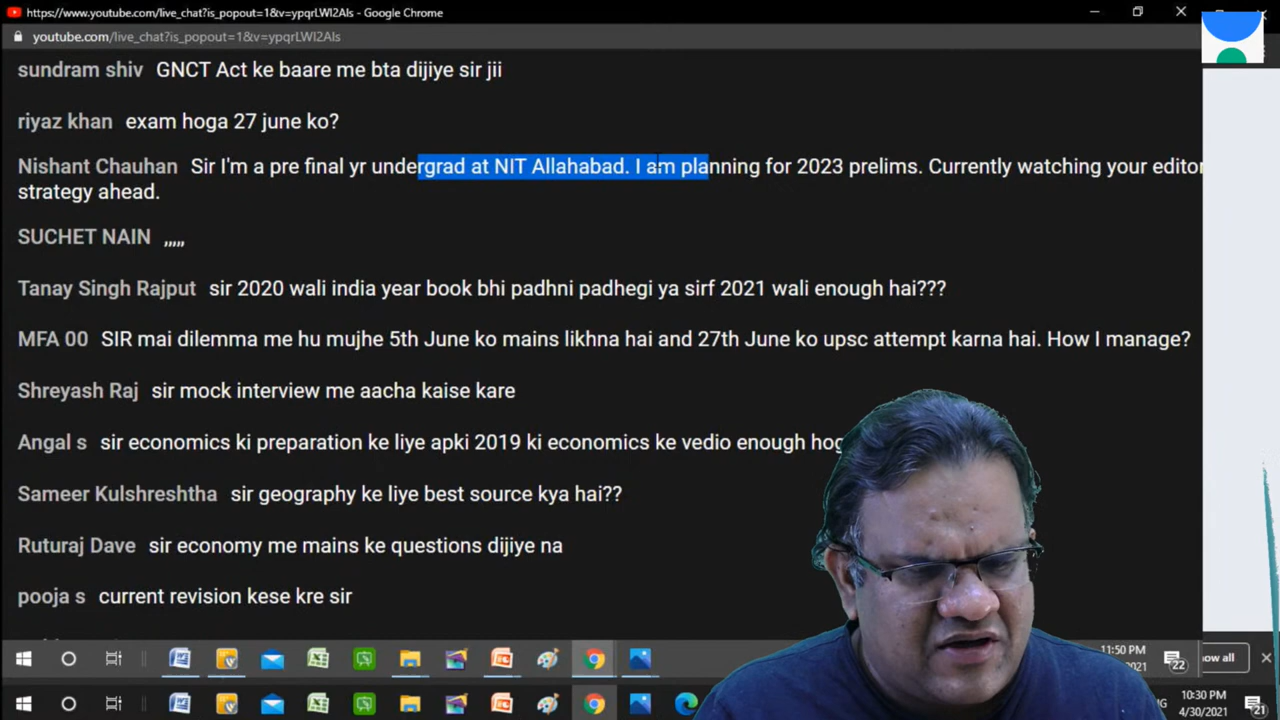 https://www.youtube.com/live_chat?is_popout=1&v=ypqrLWl2Als - Google Chrome
youtube.com/live_chat?is_popout=1&v=ypqrLWl2Als
sundram shiv GNCT Act ke baare me bta dijiye sir jii
riyaz khan exam hoga 27 june ko?
Nishant Chauhan Sir I'm a pre final yr undergrad at NIT Allahabad. I am planning for 2023 prelims. Currently watching your editor
strategy ahead.
SUCHET NAIN ,,,,,
Tanay Singh Rajput sir 2020 wali india year book bhi padhni padhegi ya sirf 2021 wali enough hai???
MFA 00 SIR mai dilemma me hu mujhe 5th June ko mains likhna hai and 27th June ko upsc attempt karna hai. How I manage?
Shreyash Raj sir mock interview me aacha kaise kare
Angal s sir economics ki preparation ke liye apki 2019 ki economics ke vedio enough hog
Sameer Kulshreshtha sir geography ke liye best source kya hai??
Ruturaj Dave sir economy me mains ke questions dijiye na
pooja s current revision kese kre sir
11:50 PM
2021
22
ow all
10:30 PM
4/30/2021
21